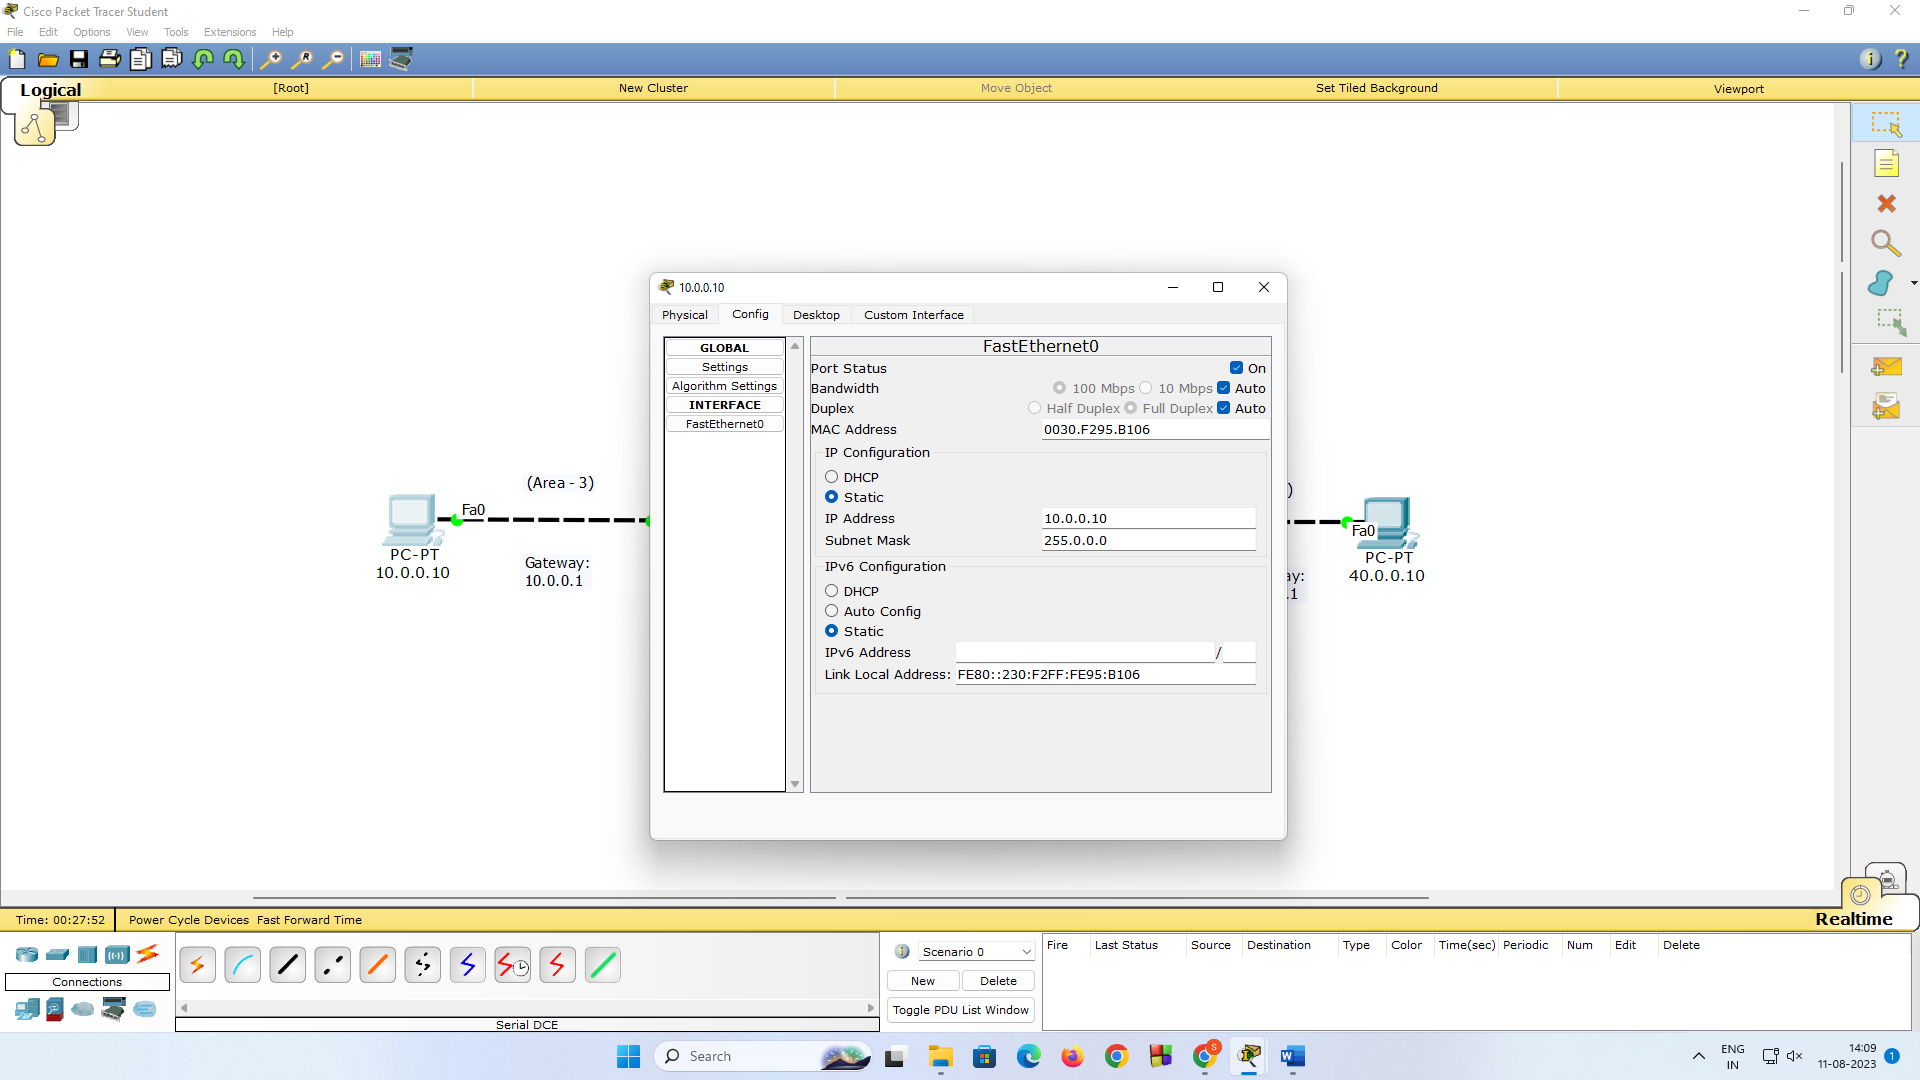 Cisco Packet Tracer Student
File Edit Options View Tools Extensions Help
Logical [Root] New Cluster Move Object Set Tiled Background Viewport
10.0.0.10
Physical Config Desktop Custom Interface
GLOBAL
Settings
Algorithm Settings
INTERFACE
FastEthernet0
FastEthernet0
Port Status On
Bandwidth 100 Mbps 10 Mbps Auto
Duplex Half Duplex Full Duplex Auto
MAC Address 0030.F295.B106
IP Configuration
DHCP
Static
IP Address 10.0.0.10
Subnet Mask 255.0.0.0
IPv6 Configuration
DHCP
Auto Config
Static
IPv6 Address /
Link Local Address: FE80::230:F2FF:FE95:B106
(Area - 3)
Fa0
PC-PT
10.0.0.10
Gateway:
10.0.0.1
)
Fa0
PC-PT
40.0.0.10
ay:
.1
Time: 00:27:52 Power Cycle Devices Fast Forward Time Realtime
Connections
Serial DCE
Scenario 0
New Delete
Toggle PDU List Window
Fire Last Status Source Destination Type Color Time(sec) Periodic Num Edit Delete
Search
S
ENG
IN
14:09
11-08-2023
1